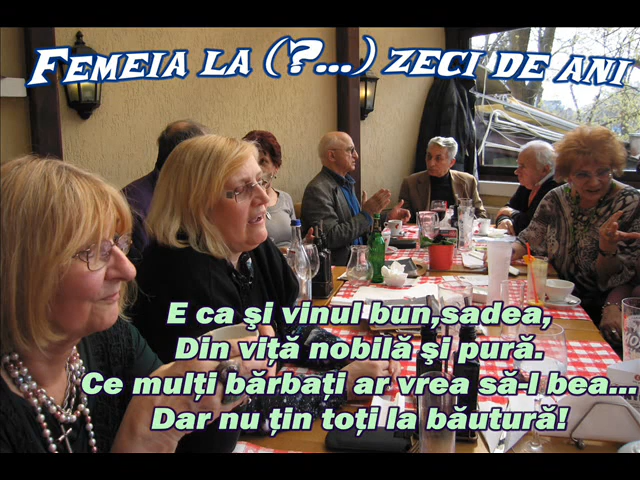 FEMEIA LA (?...) ZECI DE ANI
E ca şi vinul bun,sadea,
Din viţă nobilă şi pură.
Ce mulţi bărbaţi ar vrea să-l bea...
Dar nu ţin toţi la băutură!